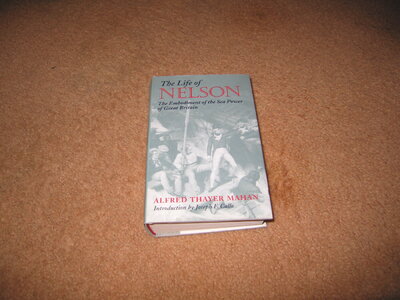 The Life of
NELSON
The Embodiment of the Sea Power
of Great Britain
ALFRED THAYER MAHAN
Introduction by Joseph F. Callo